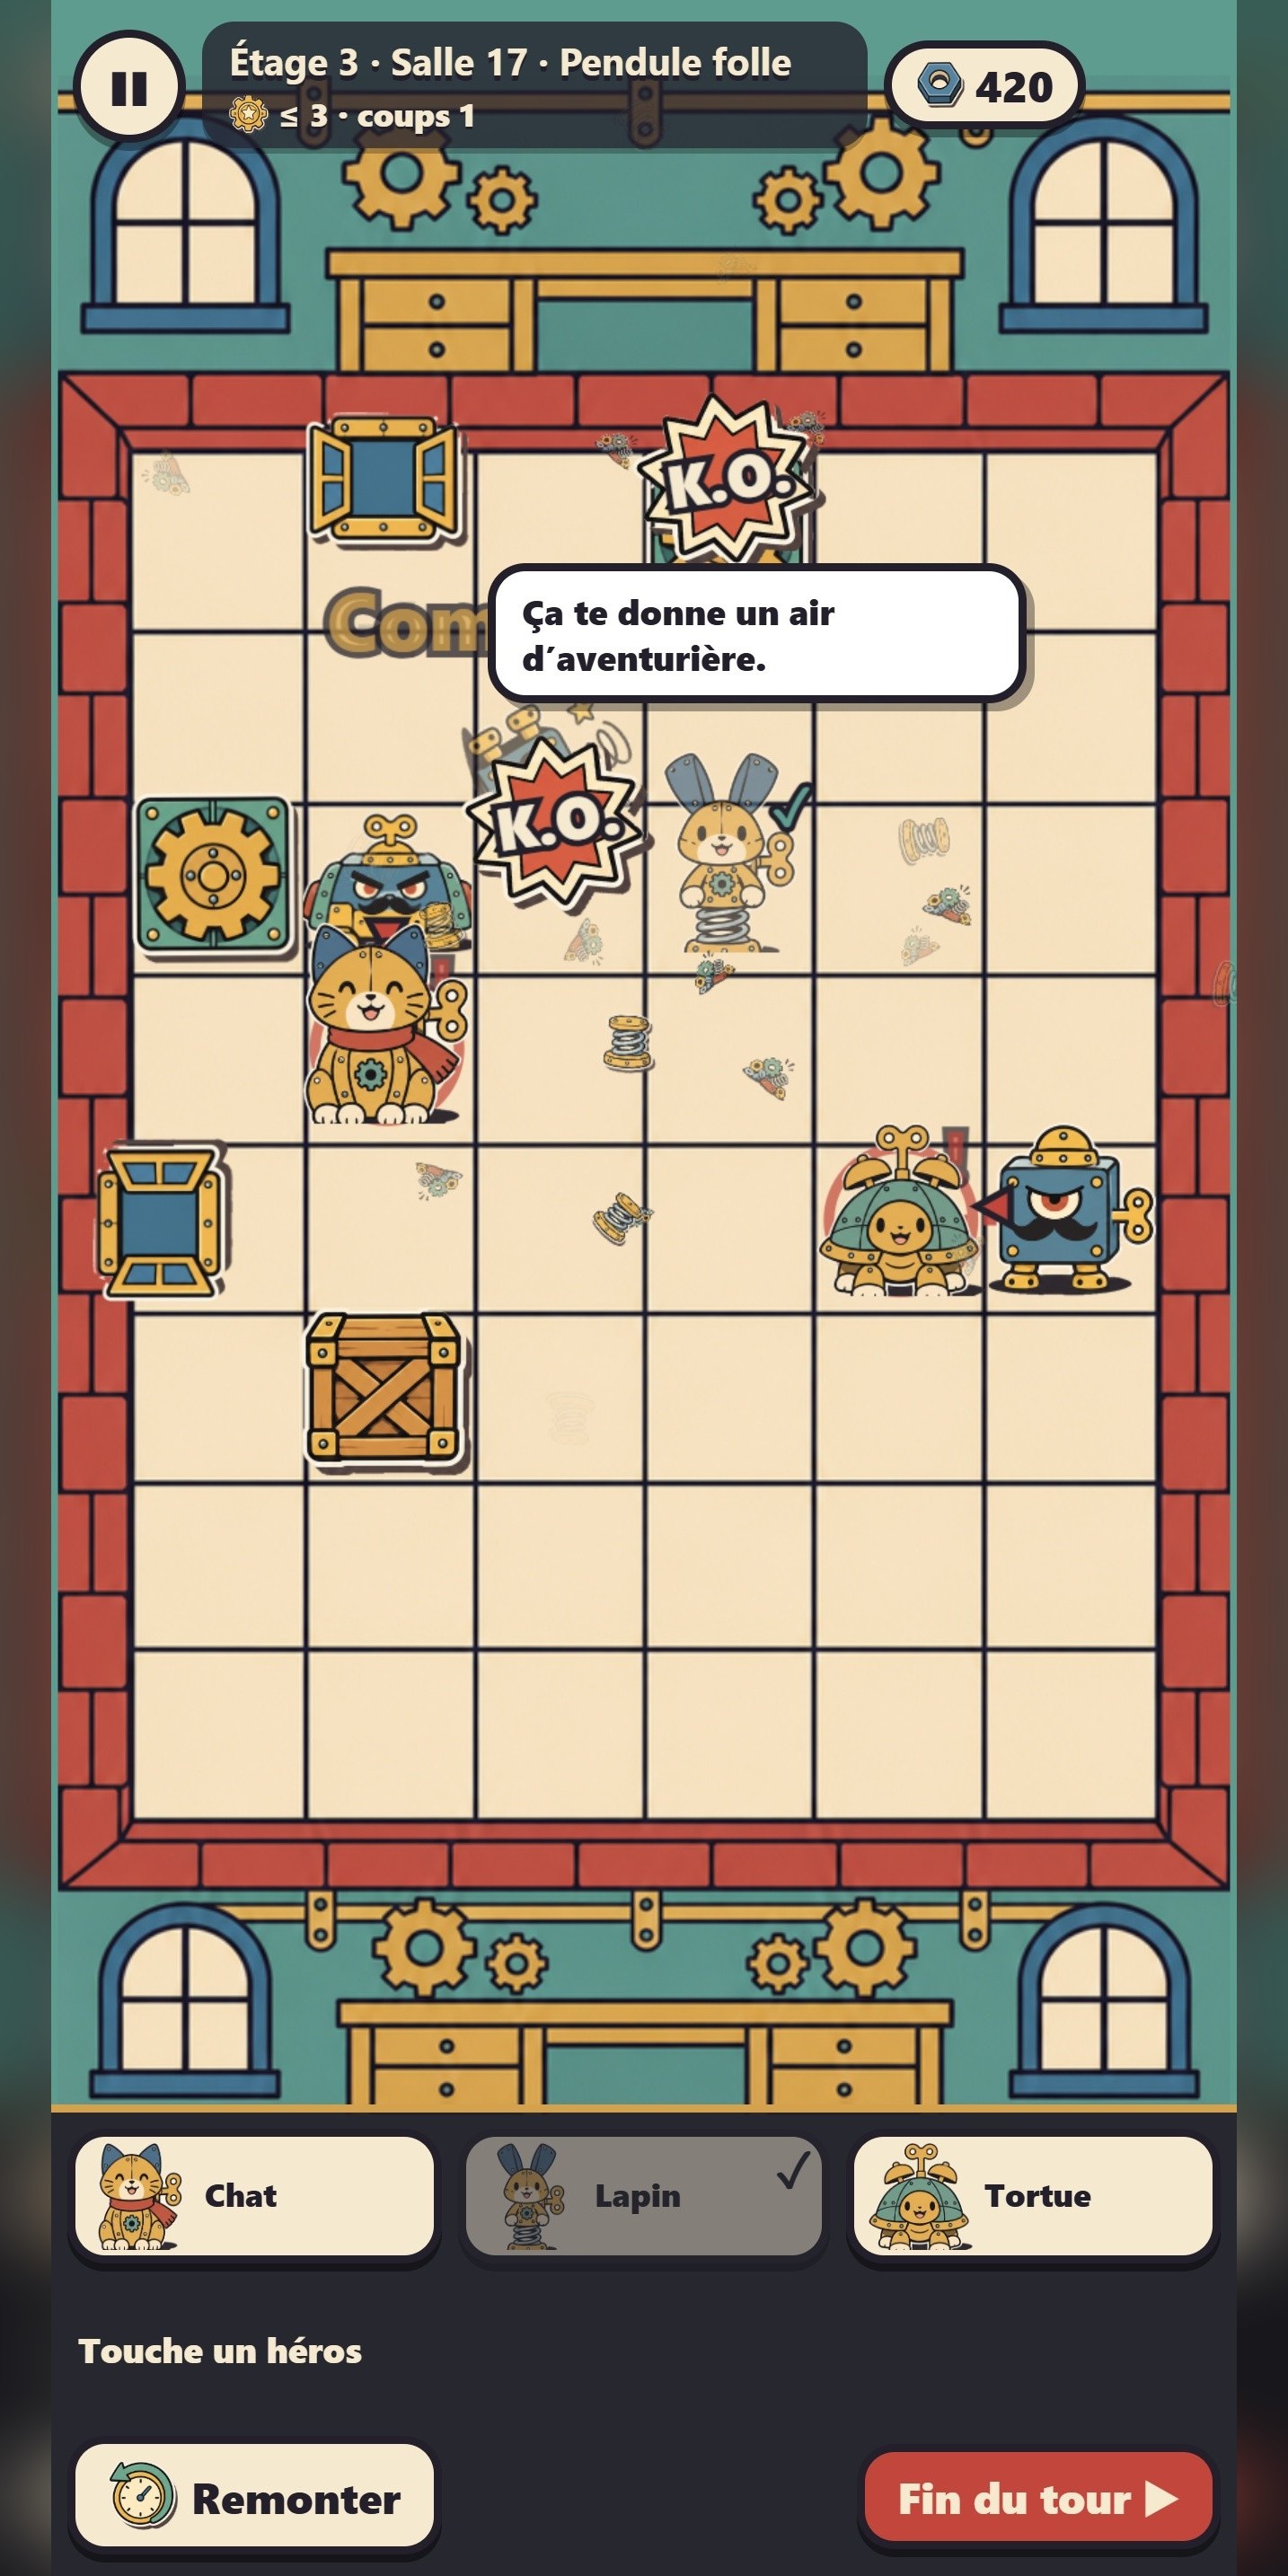 Étage 3 · Salle 17 · Pendule folle
≤ 3 · coups 1
420
K.O.
Com
Ça te donne un air
d'aventurière.
K.O.
Chat
Lapin
Tortue
Touche un héros
Remonter
Fin du tour